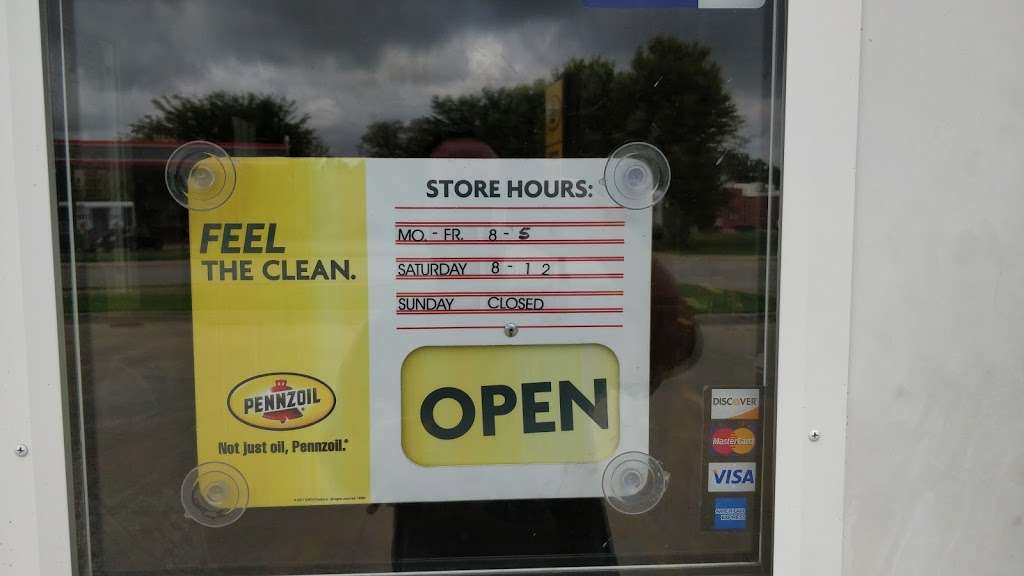 FEEL
THE CLEAN.
PENNZOIL
Not just oil, Pennzoil.*
STORE HOURS:
MO. - FR. 8 - 5
SATURDAY 8 - 12
SUNDAY CLOSED
OPEN
DISCOVER
MasterCard
VISA
AMERICAN
EXPRESS